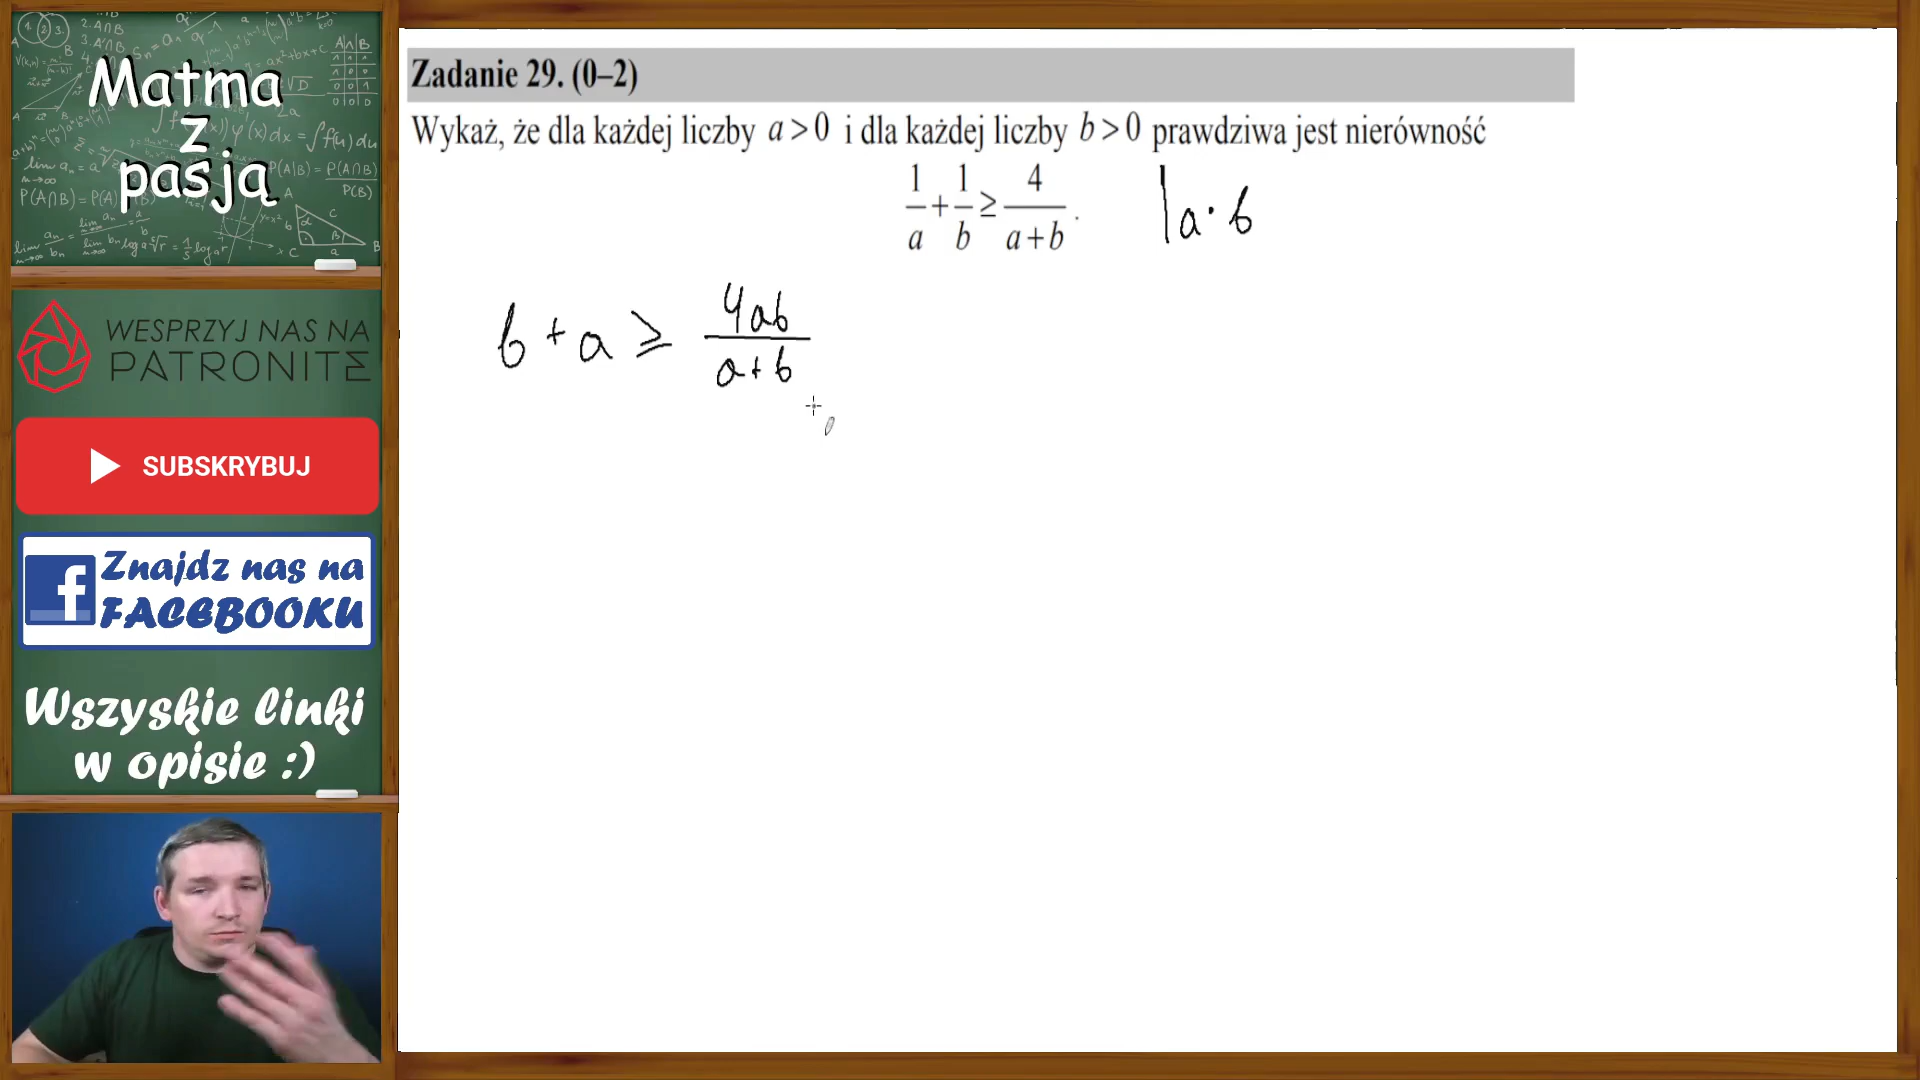 Matma
z
pasją
WESPRZYJ NAS NA
PATRONITE
SUBSKRYBUJ
f Znajdz nas na
FACEBOOKU
Wszyskie linki
w opisie :)
Zadanie 29. (0–2)
Wykaż, że dla każdej liczby a > 0 i dla każdej liczby b > 0 prawdziwa jest nierówność
1/a + 1/b ≥ 4/(a+b) . | a · b
b + a ≥ 4ab/(a+b)